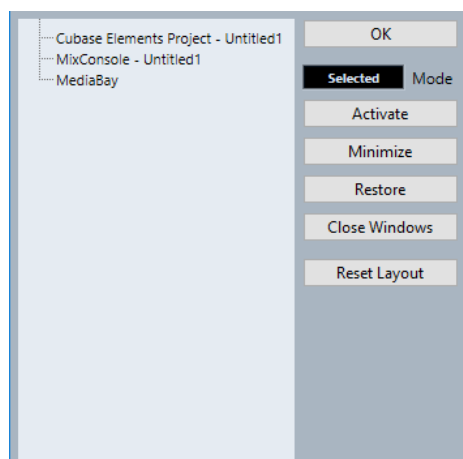 Cubase Elements Project - Untitled1
MixConsole - Untitled1
MediaBay
OK
Selected Mode
Activate
Minimize
Restore
Close Windows
Reset Layout